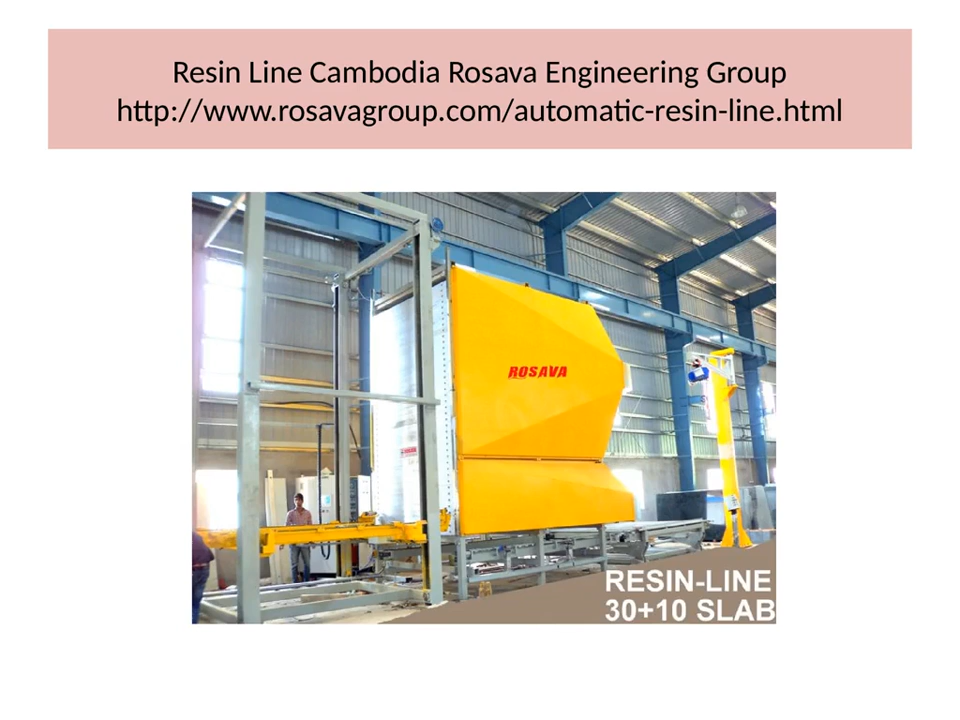 Resin Line Cambodia Rosava Engineering Group
http://www.rosavagroup.com/automatic-resin-line.html
ROSAVA
RESIN-LINE
30+10 SLAB